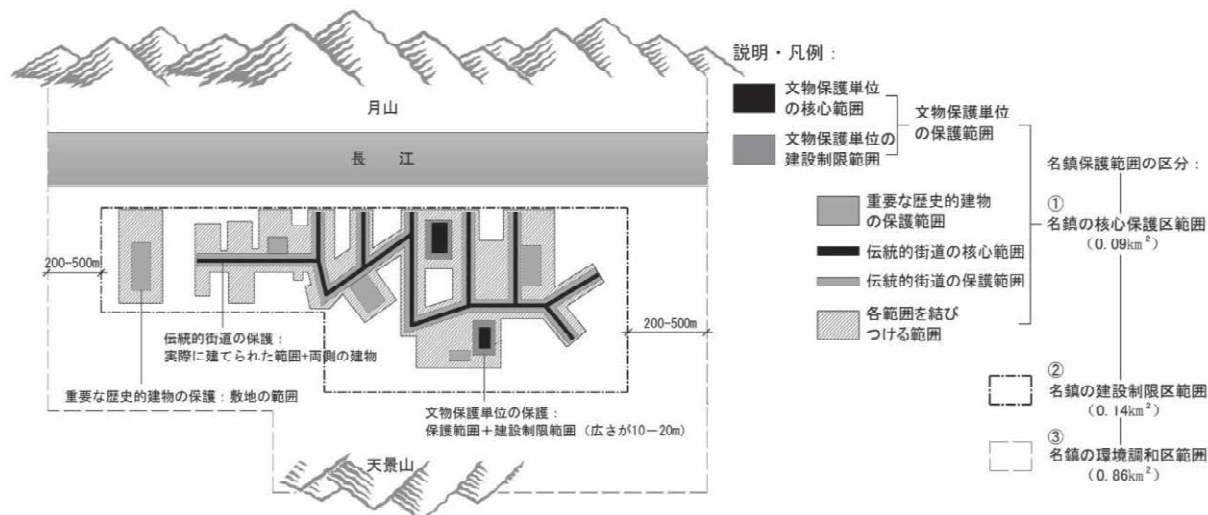 月山
長 江
200-500m
200-500m
伝統的街道の保護:
実際に建てられた範囲+両側の建物
重要な歴史的建物の保護:敷地の範囲
文物保護単位の保護:
保護範囲+建設制限範囲(広さが10-20m)
天景山
説明・凡例:
文物保護単位
の核心範囲
文物保護単位の
建設制限範囲
文物保護単位
の保護範囲
重要な歴史的建物
の保護範囲
伝統的街道の核心範囲
伝統的街道の保護範囲
各範囲を結び
つける範囲
名鎮保護範囲の区分:
①
名鎮の核心保護区範囲
(0.09k㎡)
②
名鎮の建設制限区範囲
(0.14k㎡)
③
名鎮の環境調和区範囲
(0.86k㎡)